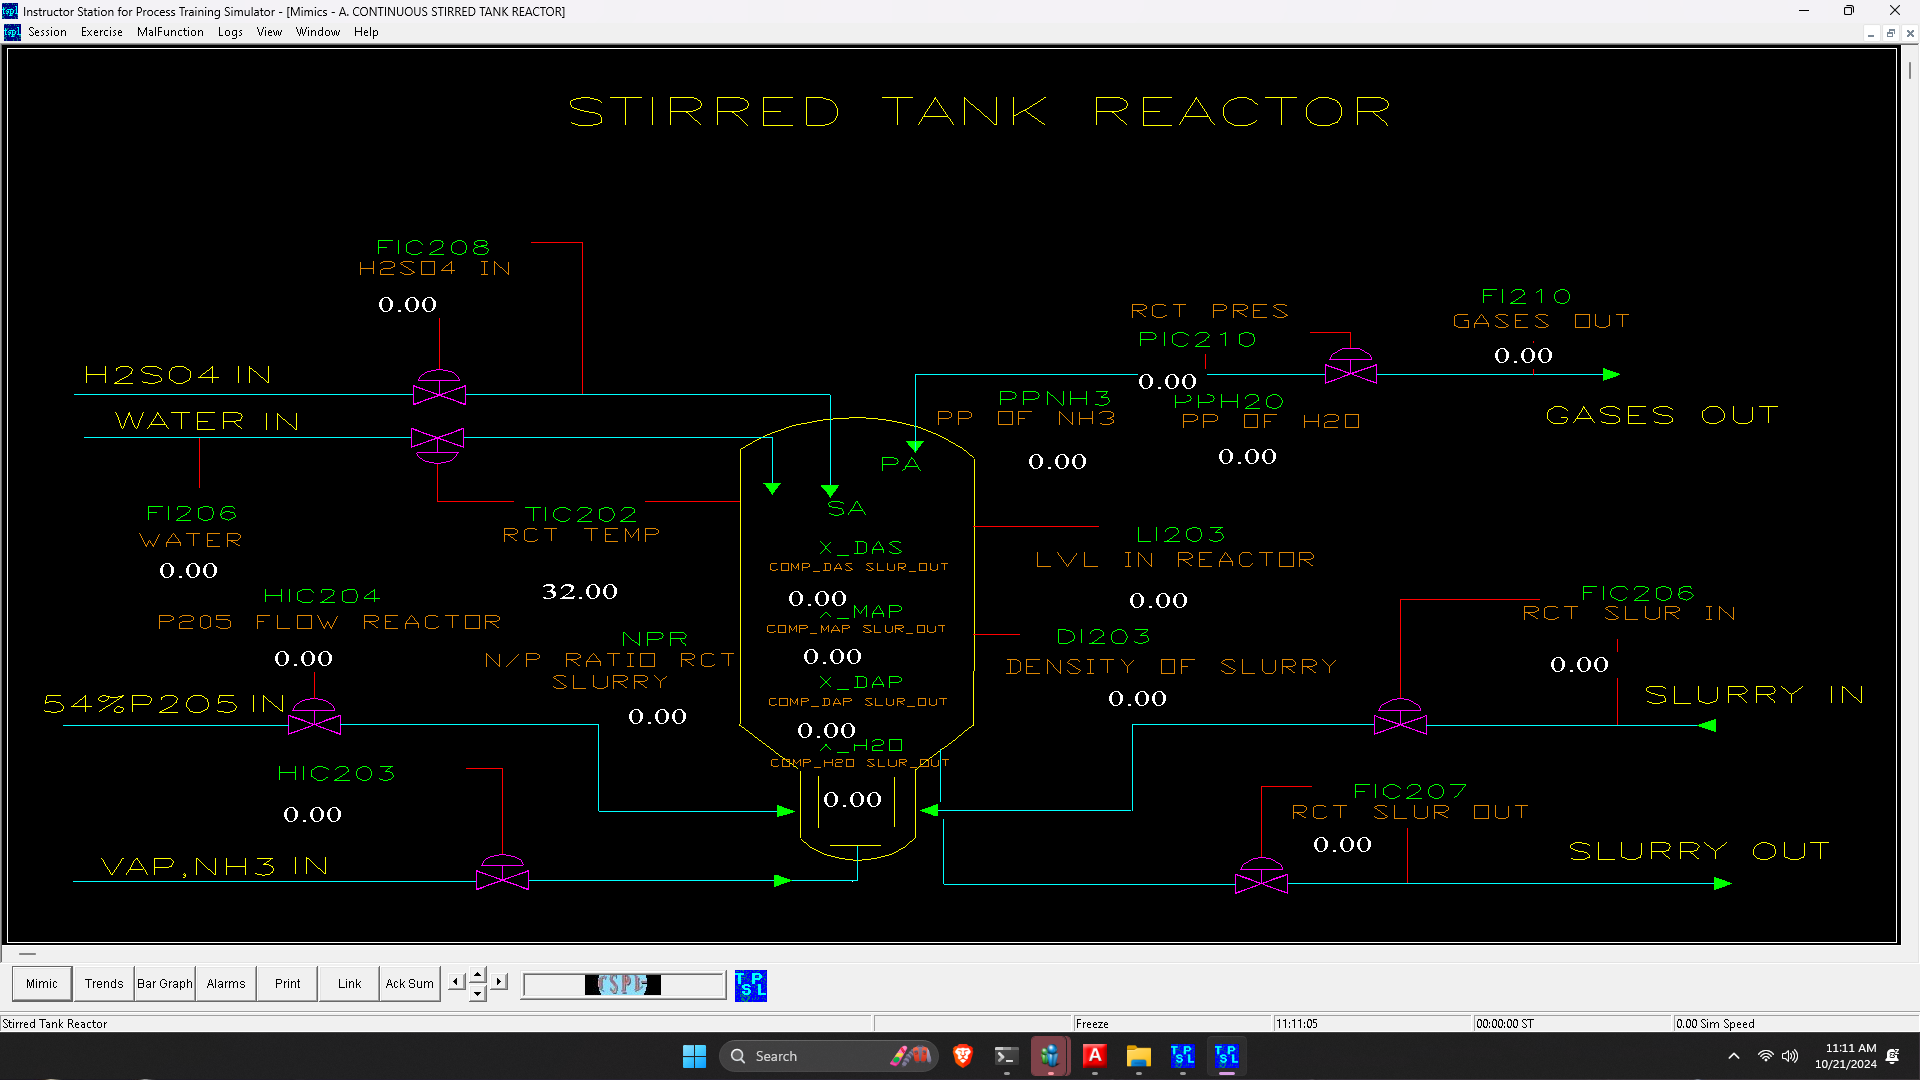 Instructor Station for Process Training Simulator - [Mimics - A. CONTINUOUS STIRRED TANK REACTOR]
Session Exercise MalFunction Logs View Window Help
STIRRED TANK REACTOR
FIC208
H2SO4 IN
0.00
H2SO4 IN
WATER IN
FI206
WATER
0.00
TIC202
RCT TEMP
32.00
HIC204
P205 FLOW REACTOR
0.00
54%P2O5 IN
NPR
N/P RATIO RCT
SLURRY
0.00
HIC203
0.00
VAP,NH3 IN
PA
SA
X_DAS
COMP_DAS SLUR_OUT
0.00
X_MAP
COMP_MAP SLUR_OUT
0.00
X_DAP
COMP_DAP SLUR_OUT
0.00
X_H2O
COMP_H2O SLUR_OUT
0.00
RCT PRES
PIC210
0.00
PPNH3
PP OF NH3
0.00
PPH2O
PP OF H2O
0.00
FI210
GASES OUT
0.00
GASES OUT
LI203
LVL IN REACTOR
0.00
DI203
DENSITY OF SLURRY
0.00
FIC206
RCT SLUR IN
0.00
SLURRY IN
FIC207
RCT SLUR OUT
0.00
SLURRY OUT
Mimic Trends Bar Graph Alarms Print Link Ack Sum TSPL TPSL
Stirred Tank Reactor Freeze 11:11:05 00:00:00 ST 0.00 Sim Speed
Search
11:11 AM
10/21/2024